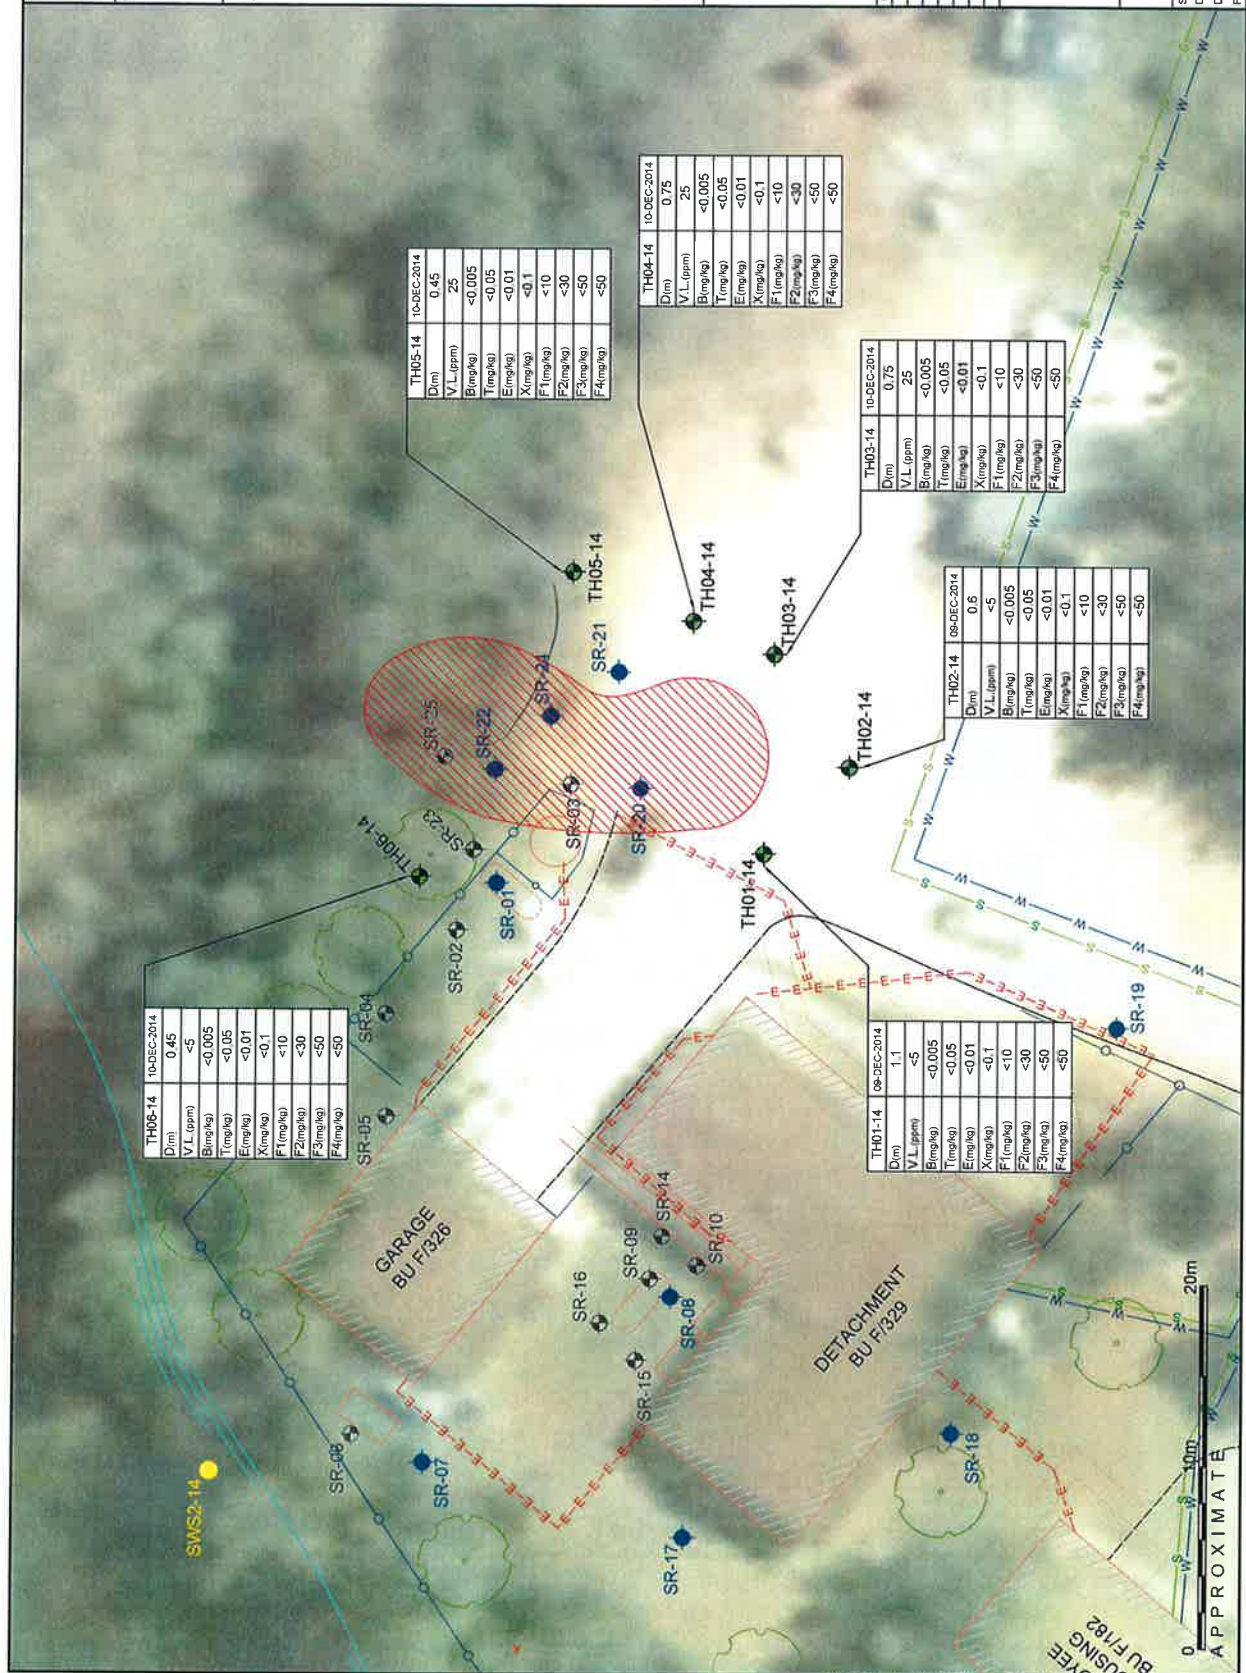 SWS2-14
TH06-14 10-DEC-2014
D(m) 0.45
V.L.(ppm) <5
B(mg/kg) <0.005
T(mg/kg) <0.05
E(mg/kg) <0.01
X(mg/kg) <0.1
F1(mg/kg) <10
F2(mg/kg) <30
F3(mg/kg) <50
F4(mg/kg) <50
TH05-14 10-DEC-2014
D(m) 0.45
V.L.(ppm) 25
B(mg/kg) <0.005
T(mg/kg) <0.05
E(mg/kg) <0.01
X(mg/kg) <0.1
F1(mg/kg) <10
F2(mg/kg) <30
F3(mg/kg) <50
F4(mg/kg) <50
TH04-14 10-DEC-2014
D(m) 0.75
V.L.(ppm) 25
B(mg/kg) <0.005
T(mg/kg) <0.05
E(mg/kg) <0.01
X(mg/kg) <0.1
F1(mg/kg) <10
F2(mg/kg) <30
F3(mg/kg) <50
F4(mg/kg) <50
TH03-14 10-DEC-2014
D(m) 0.75
V.L.(ppm) 25
B(mg/kg) <0.005
T(mg/kg) <0.05
E(mg/kg) <0.01
X(mg/kg) <0.1
F1(mg/kg) <10
F2(mg/kg) <30
F3(mg/kg) <50
F4(mg/kg) <50
TH02-14 09-DEC-2014
D(m) 0.6
V.L.(ppm) <5
B(mg/kg) <0.005
T(mg/kg) <0.05
E(mg/kg) <0.01
X(mg/kg) <0.1
F1(mg/kg) <10
F2(mg/kg) <30
F3(mg/kg) <50
F4(mg/kg) <50
TH01-14 09-DEC-2014
D(m) 1.1
V.L.(ppm) <5
B(mg/kg) <0.005
T(mg/kg) <0.05
E(mg/kg) <0.01
X(mg/kg) <0.1
F1(mg/kg) <10
F2(mg/kg) <30
F3(mg/kg) <50
F4(mg/kg) <50
SR-06
SR-07
SR-05
SR-04
SR-02
SR-01
TH06-14
SR-23
SR-25
SR-22
SR-24
SR-03
SR-20
SR-21
TH05-14
TH04-14
TH03-14
TH02-14
TH01-14
GARAGE
BU F/326
SR-16
SR-09
SR-14
SR-15
SR-08
SR-10
SR-17
DETACHMENT
BU F/329
SR-18
SR-19
BU F/182
0 10m 20m
APPROXIMATE